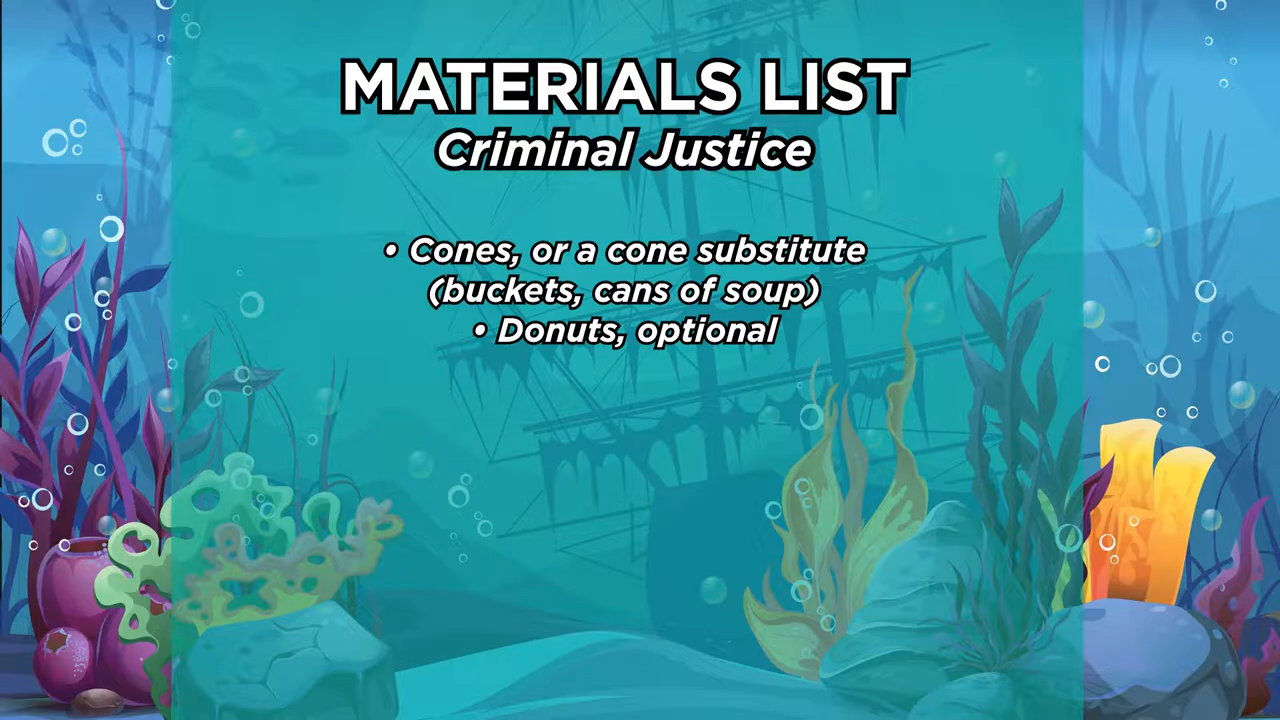 MATERIALS LIST
Criminal Justice
• Cones, or a cone substitute
(buckets, cans of soup)
• Donuts, optional